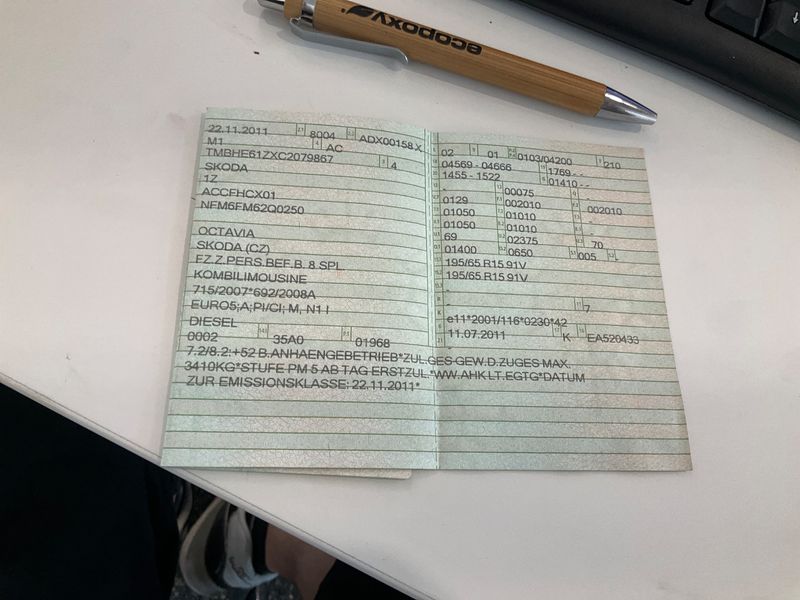 ecopoxy
22.11.2011 8004 ADX00158 X
M1 AC
TMBHE61ZXC2079867 4
SKODA
1Z
ACCFHCX01
NFM6FM62Q0250
OCTAVIA
SKODA (CZ)
FZ.Z.PERS.BEF.B. 8 SPL
KOMBILIMOUSINE
715/2007*692/2008A
EURO5;A;PI/CI; M, N1 I
DIESEL
0002 35A0 01968
02 01 0103/04200 210
04569 - 04666 1769 - -
1455 - 1522 01410 - -
00075
0129 002010 002010
01050 01010 -
01050 01010 -
69 02375 70
01400 0650 005 -
195/65 R15 91V
195/65 R15 91V
-
- 7
e11*2001/116*0230*42
11.07.2011 K EA520433
7.2/8.2:+52 B.ANHAENGEBETRIEB*ZUL.GES-GEW.D.ZUGES MAX.
3410KG*STUFE PM 5 AB TAG ERSTZUL.*WW.AHK LT.EGTG*DATUM
ZUR EMISSIONSKLASSE: 22.11.2011*